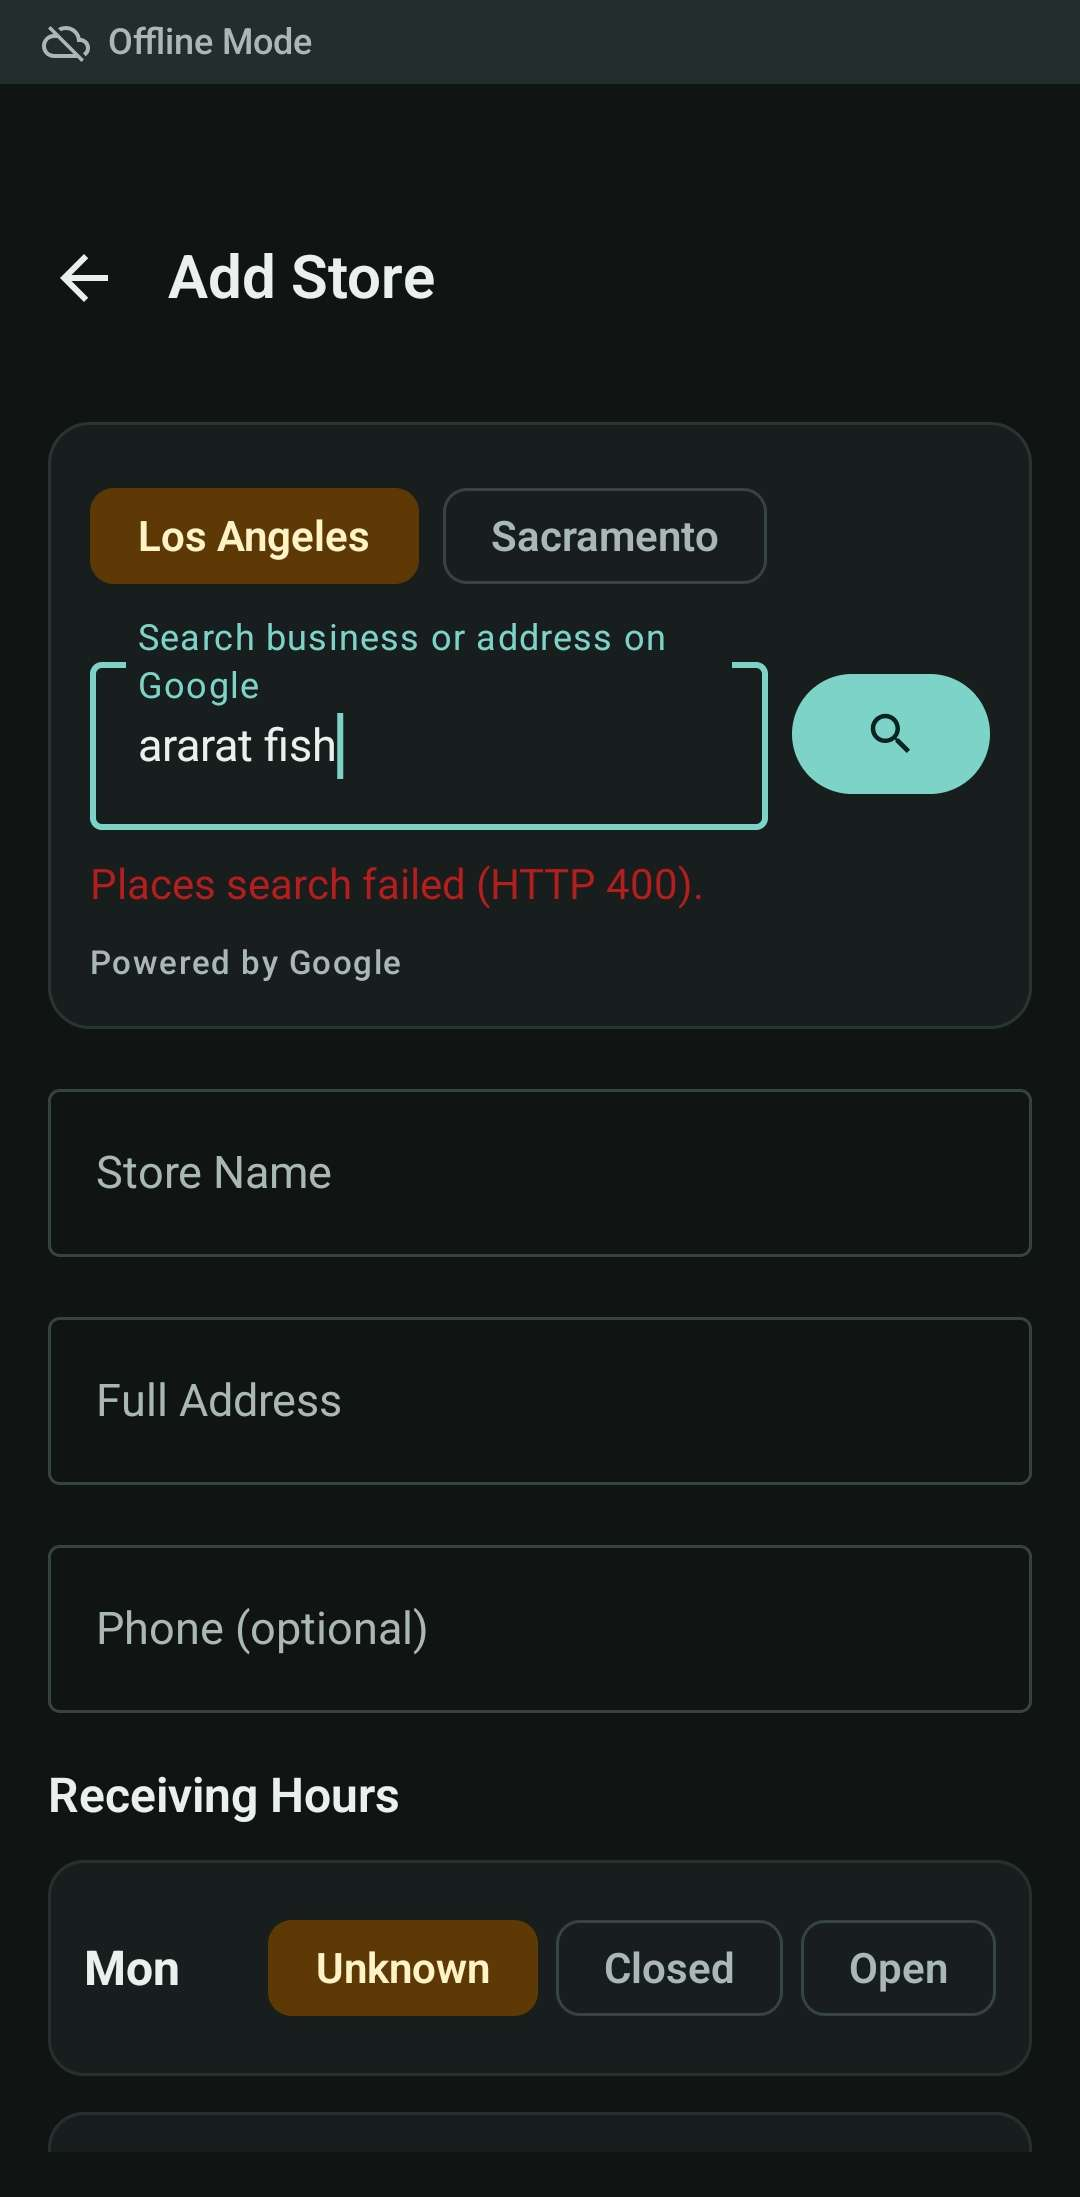 Offline Mode
Add Store
Los Angeles
Sacramento
Search business or address on
Google
ararat fish
Places search failed (HTTP 400).
Powered by Google
Store Name
Full Address
Phone (optional)
Receiving Hours
Mon
Unknown
Closed
Open